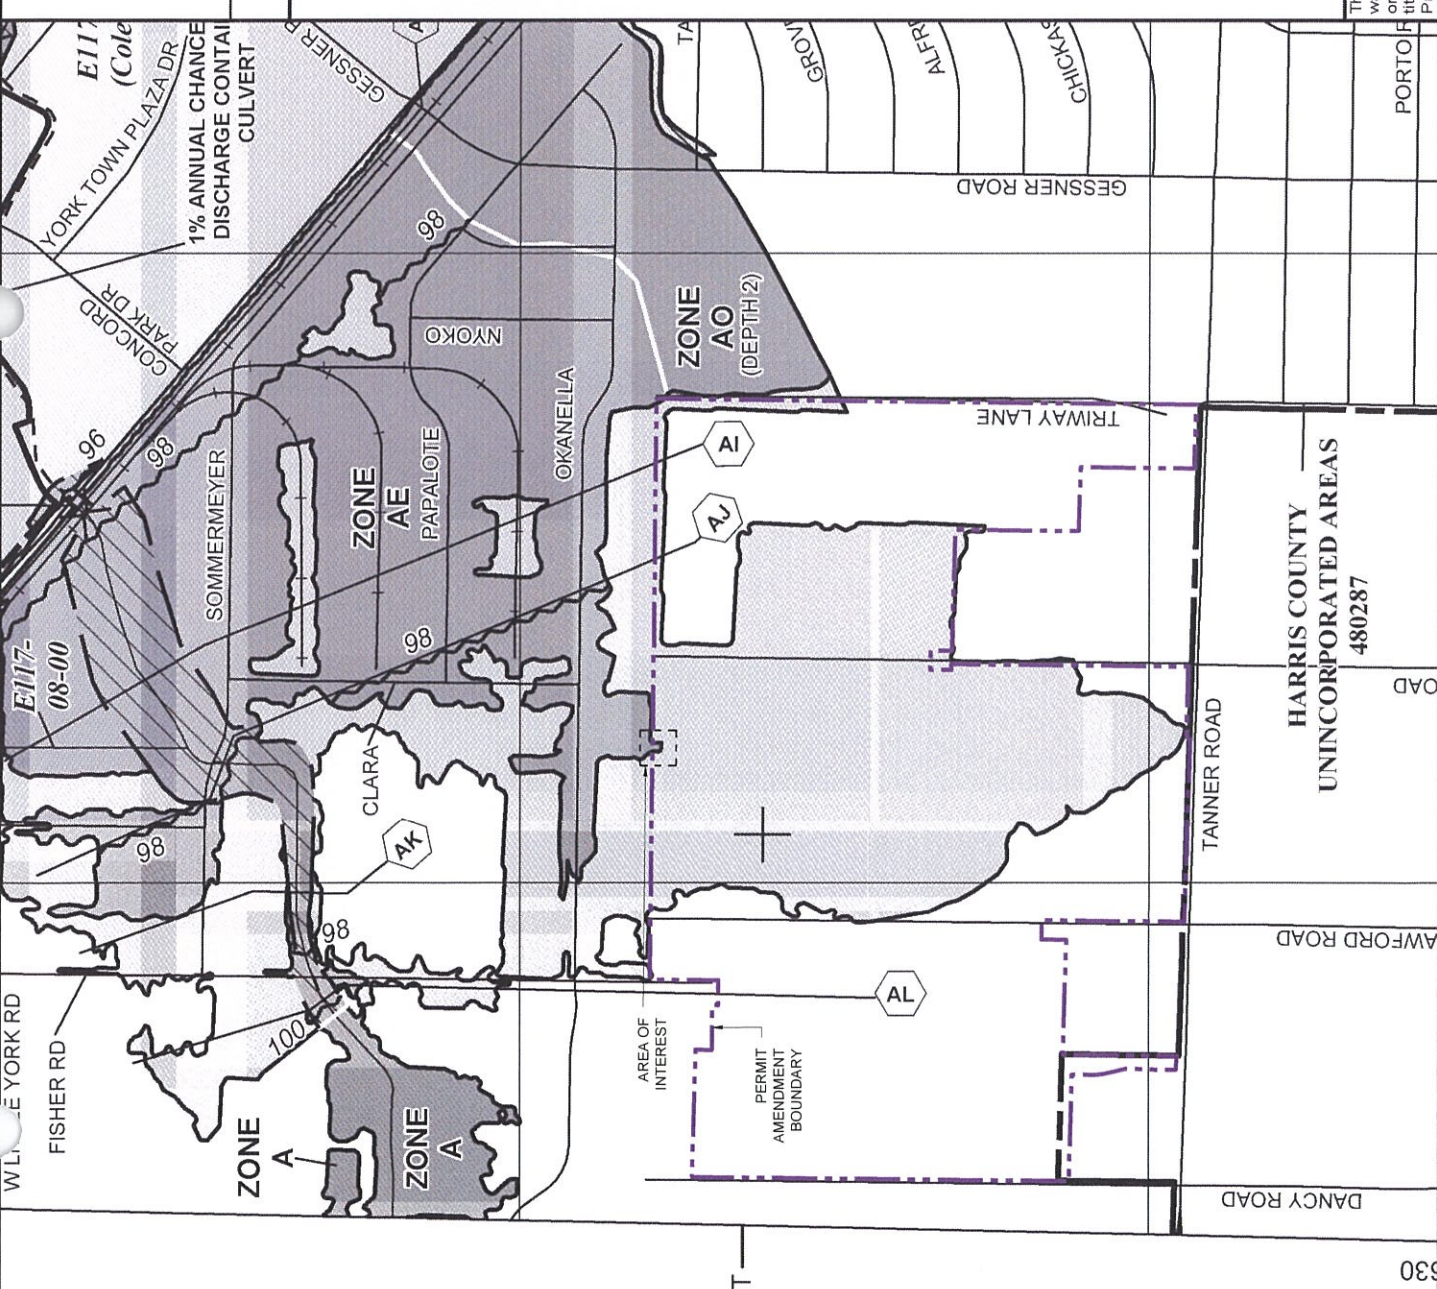 E117
(Cole
YORK TOWN PLAZA DR
1% ANNUAL CHANCE
DISCHARGE CONTAI
CULVERT
GESSNER
A
TA
GROV
ALFR
CHICKAS
PORTO
GESSNER ROAD
CONCORD
PARK DR
98
NYOKO
ZONE
AO
(DEPTH 2)
OKANELLA
96
98
SOMMERMEYER
ZONE
AE
PAPALOTE
AI
TRIWAY LANE
AJ
98
E117-
08-00
HARRIS COUNTY
UNINCORPORATED AREAS
480287
OAD
CLARA
TANNER ROAD
98
AK
98
AWFORD ROAD
W
E YORK RD
FISHER RD
100
AREA OF
INTEREST
PERMIT
AMENDMENT
BOUNDARY
AL
ZONE
A
ZONE
A
DANCY ROAD
T
630